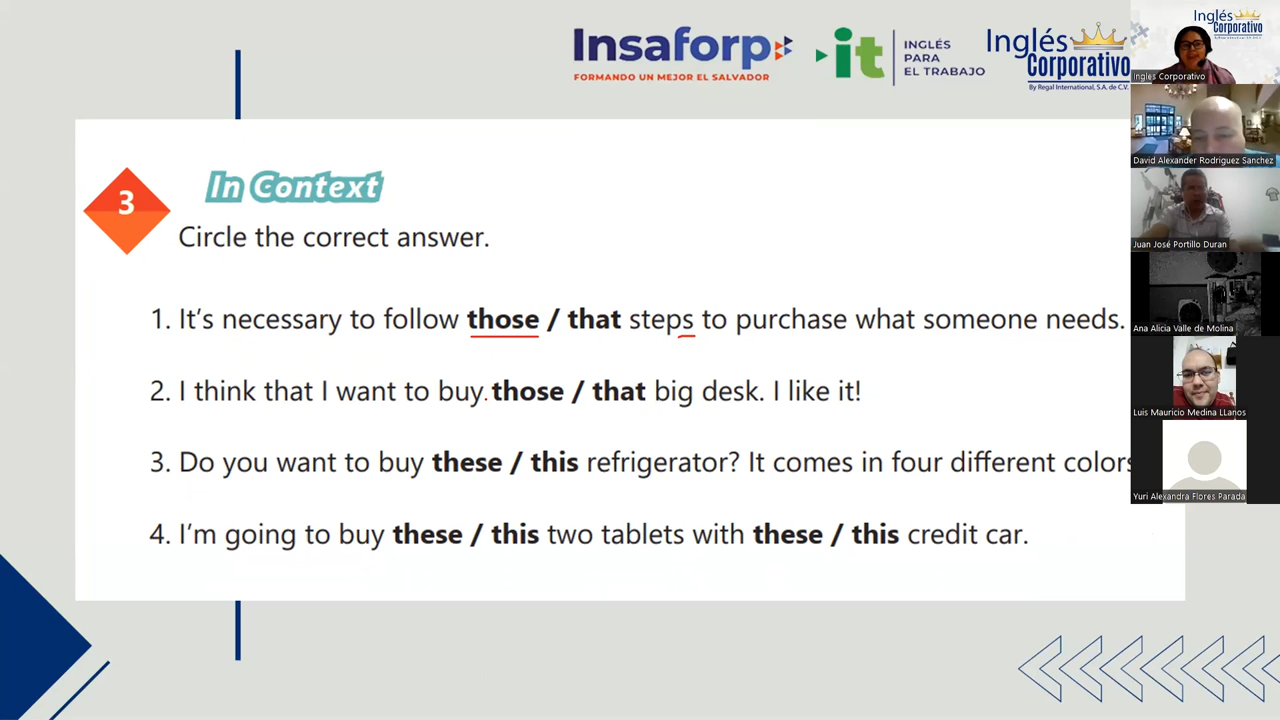 Insaforp
FORMANDO UN MEJOR EL SALVADOR
it
INGLÉS
PARA
EL TRABAJO
Inglés
Corporativo
By Regal International, S.A. de C.V.
3
In Context
Circle the correct answer.
1. It's necessary to follow those / that steps to purchase what someone needs.
2. I think that I want to buy those / that big desk. I like it!
3. Do you want to buy these / this refrigerator? It comes in four different colors
4. I'm going to buy these / this two tablets with these / this credit car.
Inglés
Corporativo
Ingles Corporativo
David Alexander Rodriguez Sanchez
Juan José Portillo Duran
Ana Alicia Valle de Molina
Luis Mauricio Medina LLanos
Yuri Alexandra Flores Parada